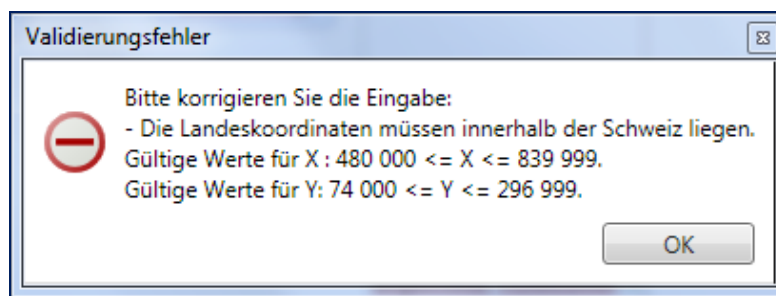 Validierungsfehler
Bitte korrigieren Sie die Eingabe:
- Die Landeskoordinaten müssen innerhalb der Schweiz liegen.
Gültige Werte für X : 480 000 <= X <= 839 999.
Gültige Werte für Y: 74 000 <= Y <= 296 999.
OK